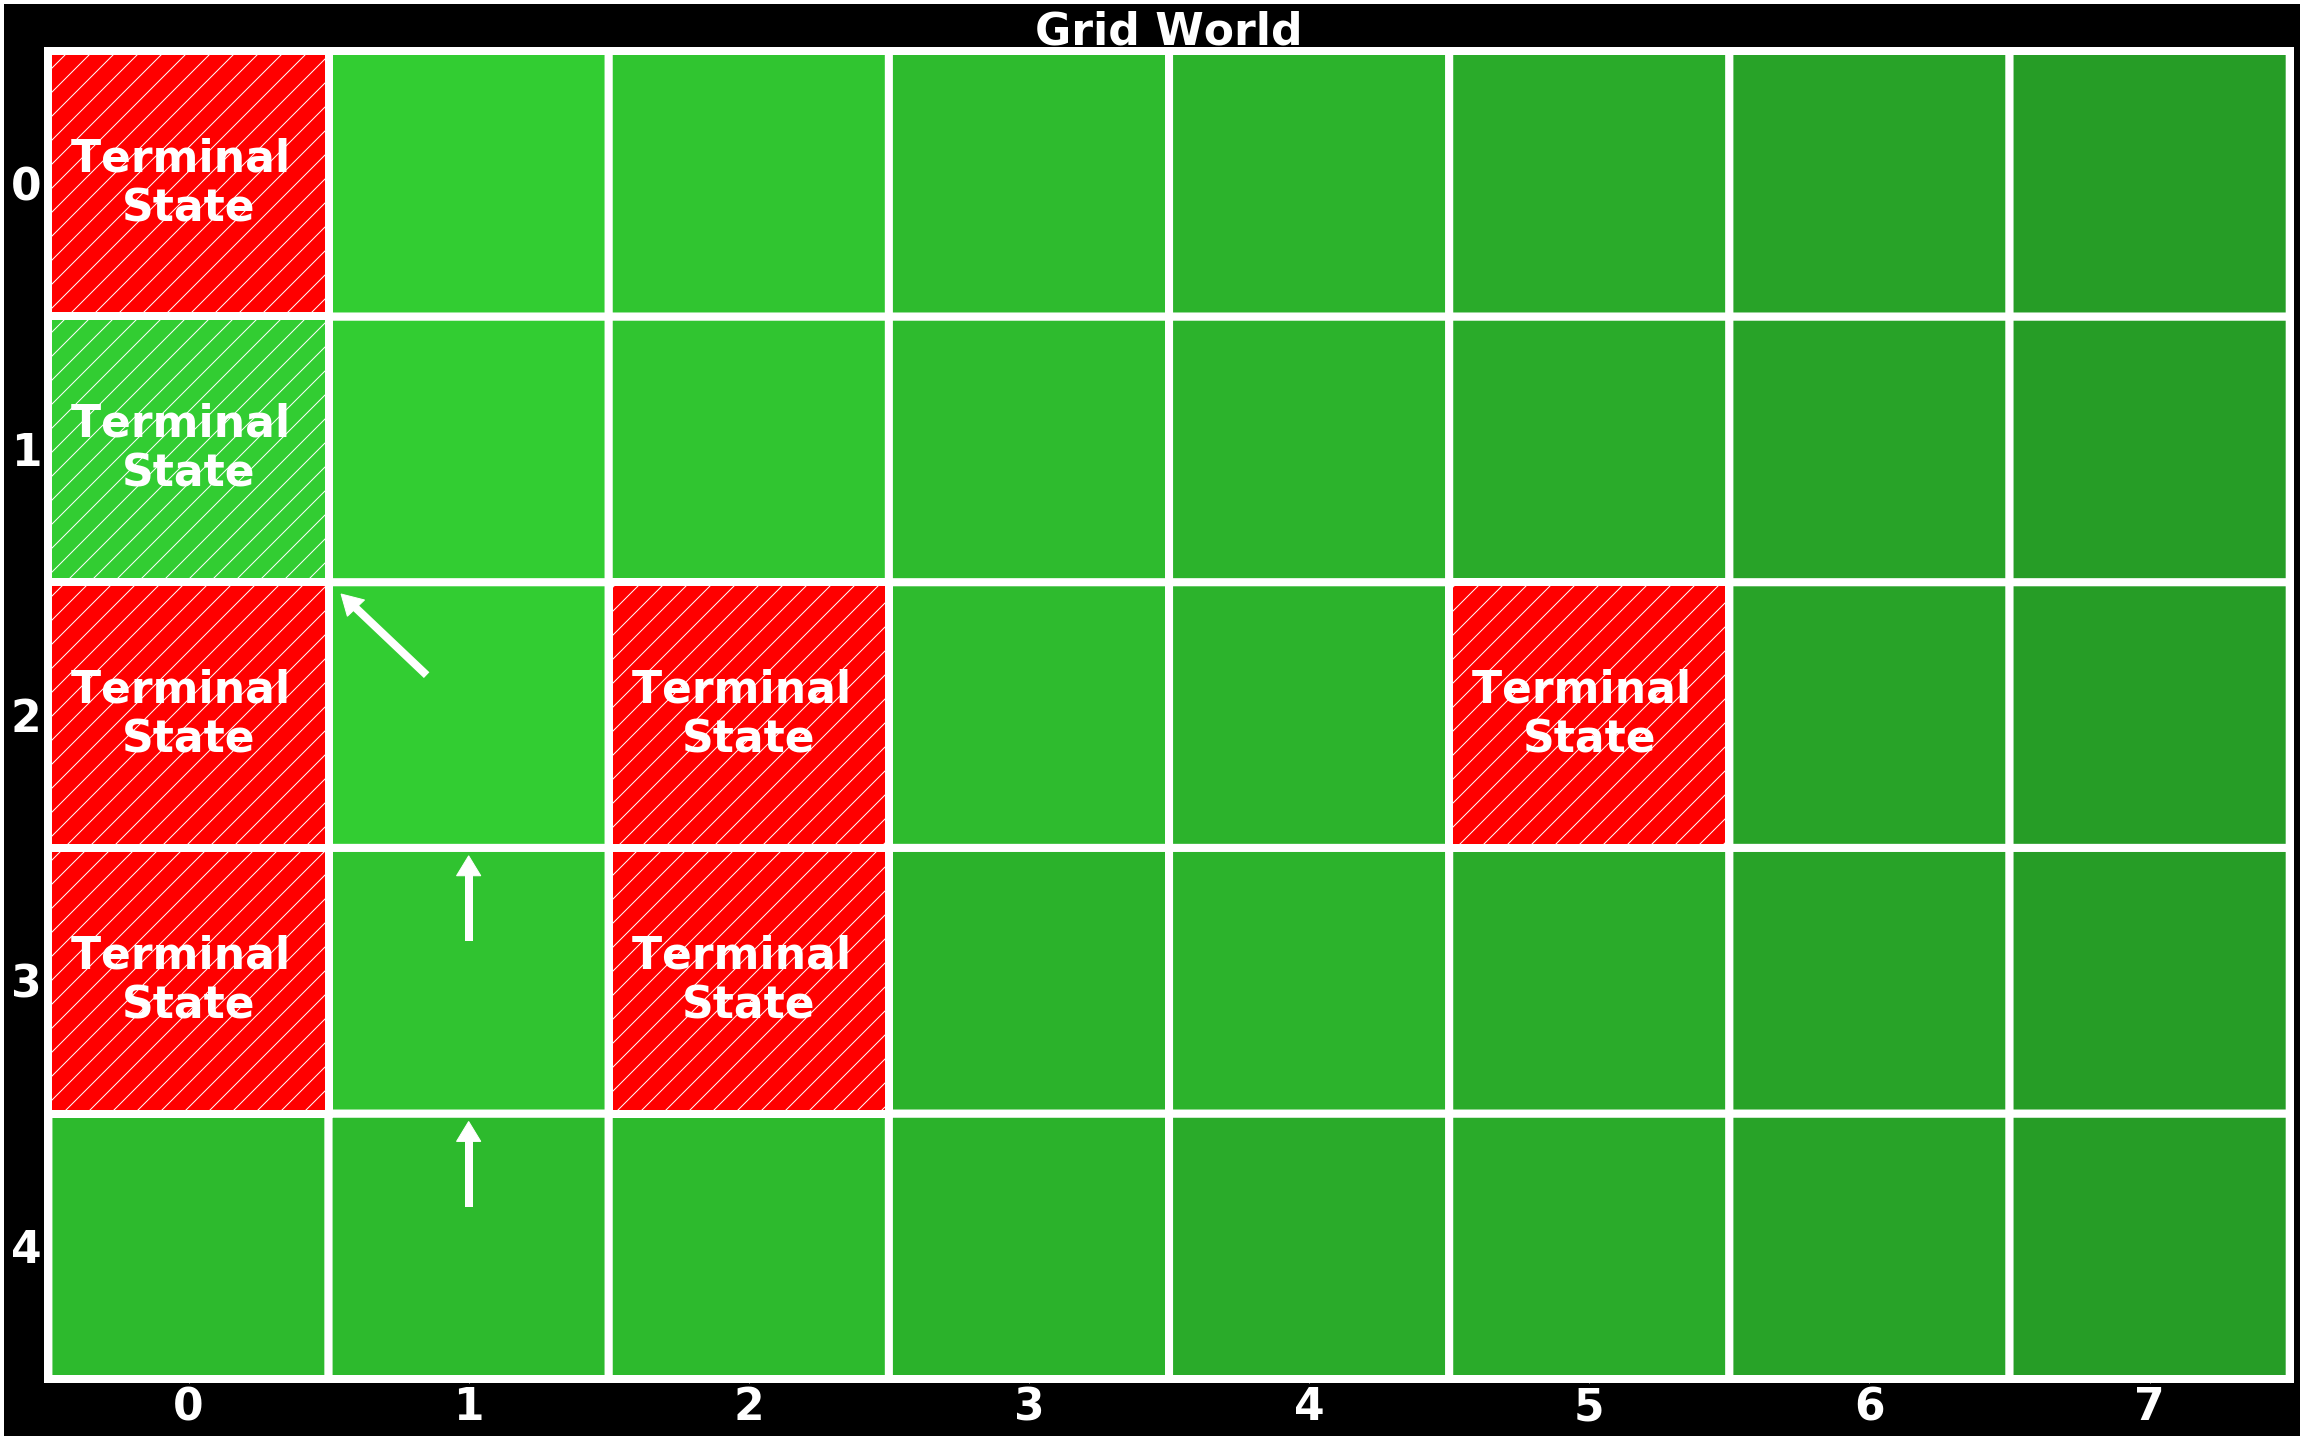 Grid World
0
Terminal
State
1
Terminal
State
2
Terminal
State
Terminal
State
Terminal
State
3
Terminal
State
Terminal
State
4
0 1 2 3 4 5 6 7